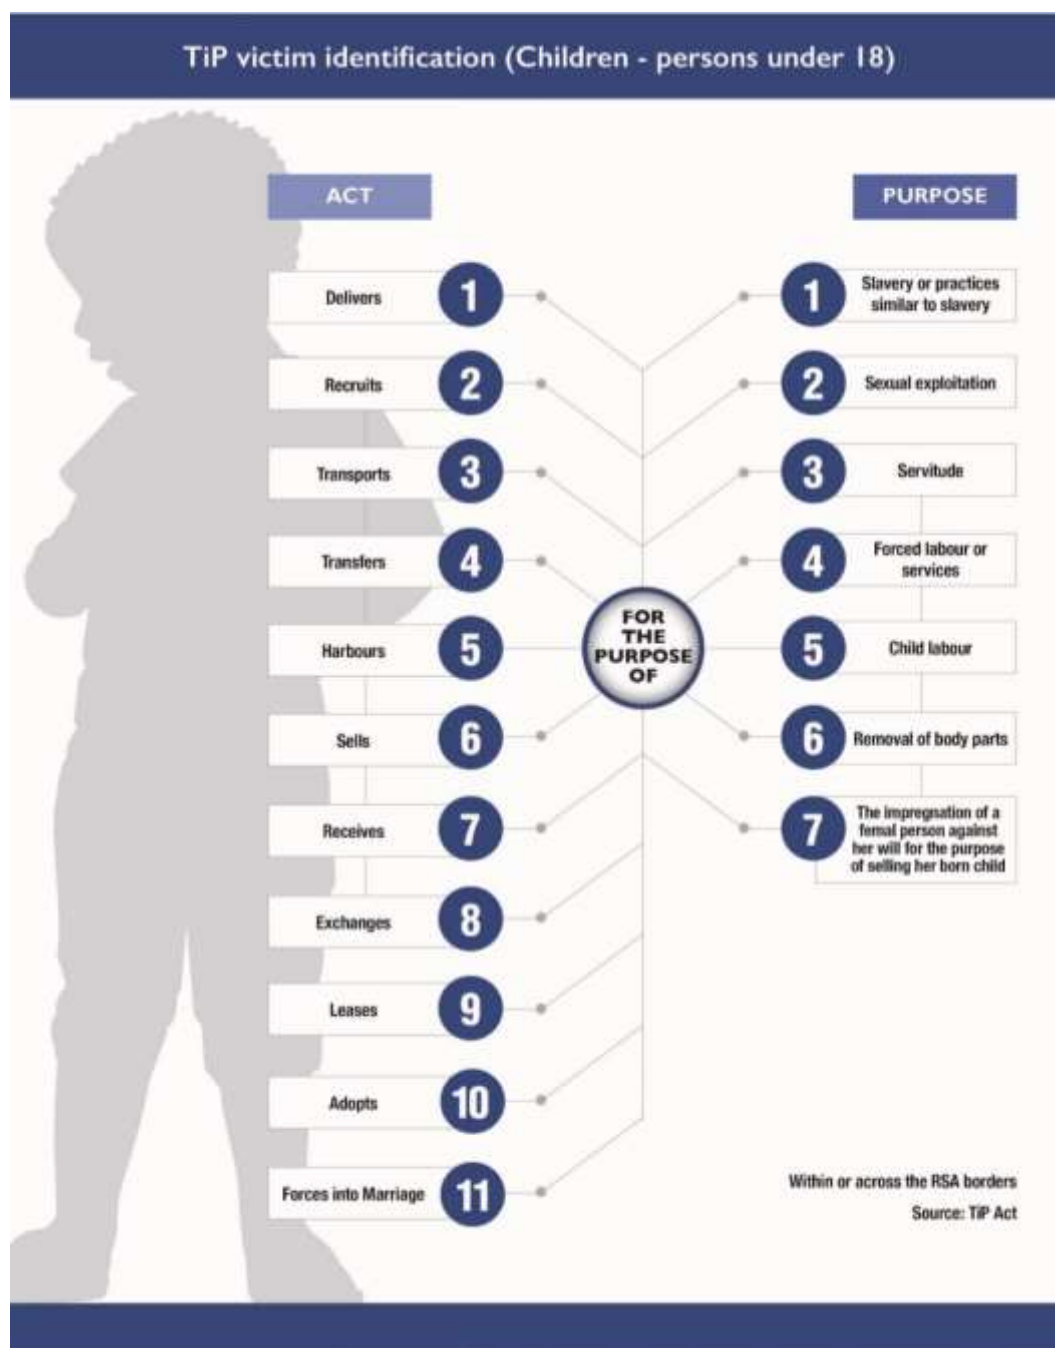 TiP victim identification (Children - persons under 18)
ACT
Delivers
1
Recruits
2
Transports
3
Transfers
4
Harbours
5
Sells
6
Receives
7
Exchanges
8
Leases
9
Adopts
10
Forces into Marriage
11
FOR
THE
PURPOSE
OF
PURPOSE
1
Slavery or practices
similar to slavery
2
Sexual exploitation
3
Servitude
4
Forced labour or
services
5
Child labour
6
Removal of body parts
7
The impregnation of a
femal person against
her will for the purpose
of selling her born child
Within or across the RSA borders
Source: TiP Act